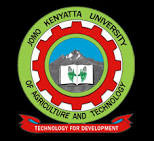 JOMO KENYATTA UNIVERSITY
OF AGRICULTURE AND TECHNOLOGY
TECHNOLOGY FOR DEVELOPMENT